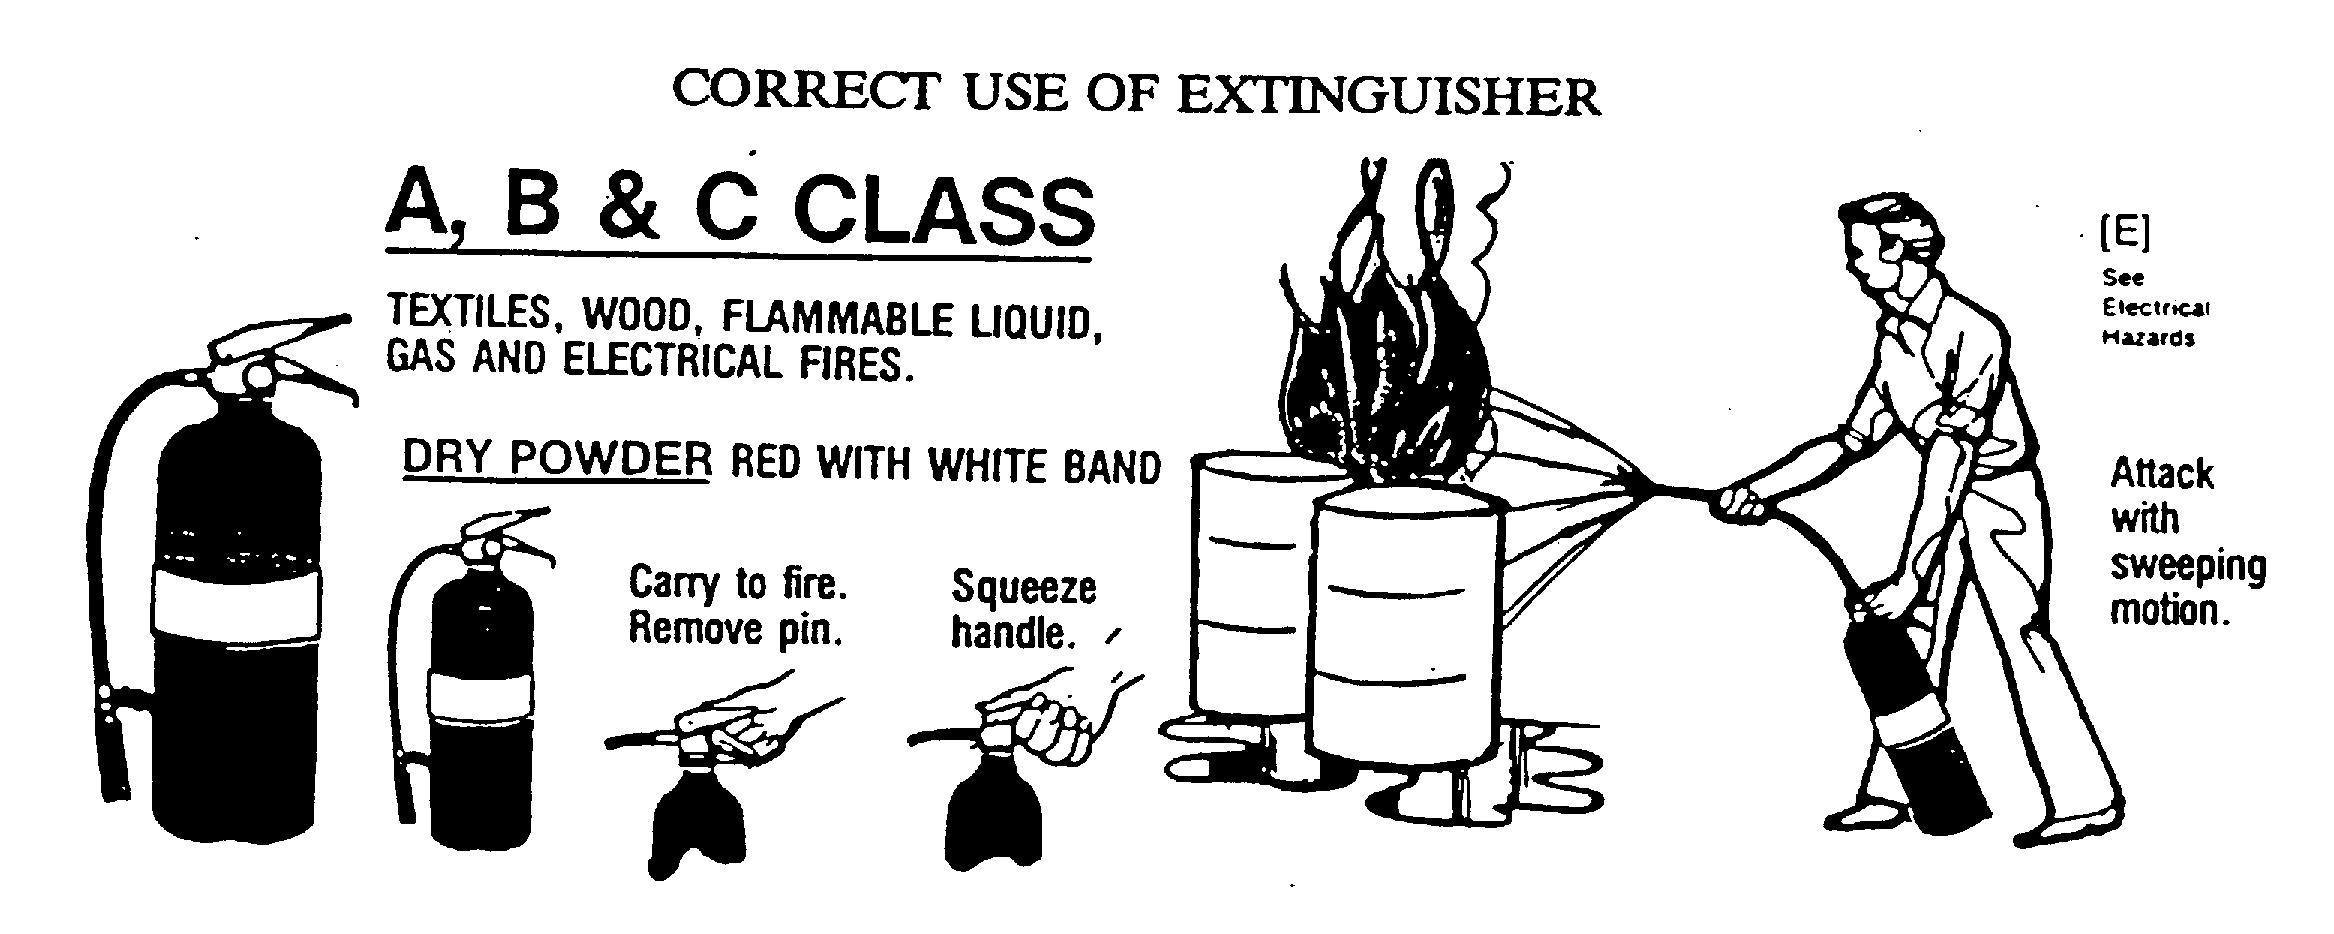 CORRECT USE OF EXTINGUISHER
A, B & C CLASS
TEXTILES, WOOD, FLAMMABLE LIQUID,
GAS AND ELECTRICAL FIRES.
DRY POWDER RED WITH WHITE BAND
Carry to fire.
Remove pin.
Squeeze
handle.
[E]
See
Electrical
Hazards
Attack
with
sweeping
motion.